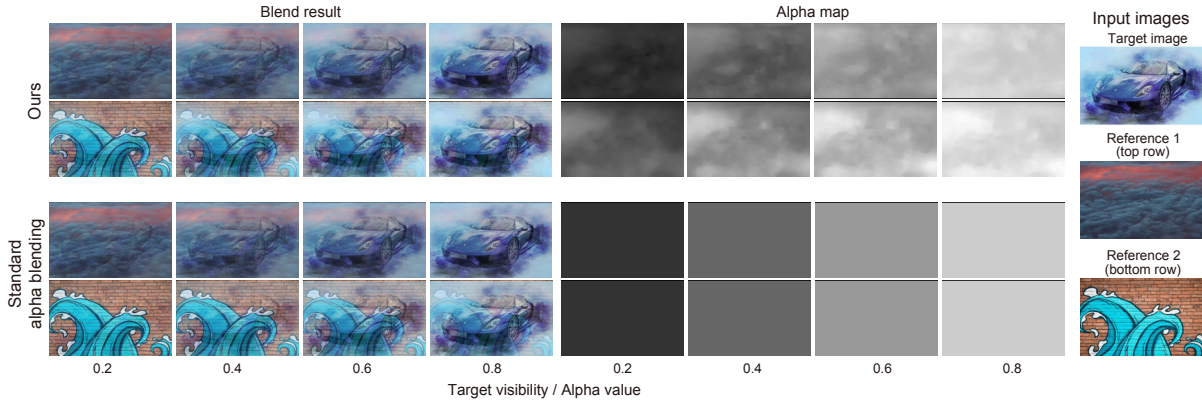 Blend result
Alpha map
Input images
Target image
Ours
Reference 1
(top row)
Standard
alpha blending
Reference 2
(bottom row)
0.2
0.4
0.6
0.8
0.2
0.4
0.6
0.8
Target visibility / Alpha value